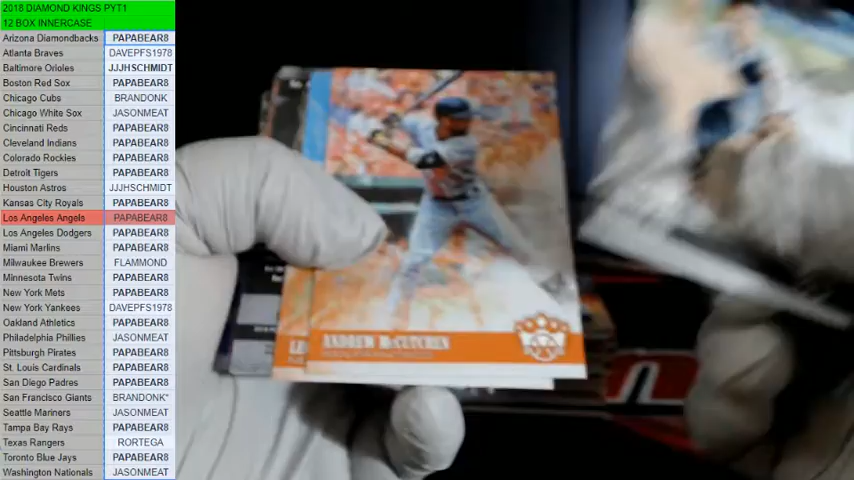 2018 DIAMOND KINGS PYT1
12 BOX INNERCASE
Arizona Diamondbacks PAPABEAR8
Atlanta Braves DAVEPFS1978
Baltimore Orioles JJJHSCHMIDT
Boston Red Sox PAPABEAR8
Chicago Cubs BRANDONK
Chicago White Sox JASONMEAT
Cincinnati Reds PAPABEAR8
Cleveland Indians PAPABEAR8
Colorado Rockies PAPABEAR8
Detroit Tigers PAPABEAR8
Houston Astros JJJHSCHMIDT
Kansas City Royals PAPABEAR8
Los Angeles Angels PAPABEAR8
Los Angeles Dodgers PAPABEAR8
Miami Marlins PAPABEAR8
Milwaukee Brewers FLAMMOND
Minnesota Twins PAPABEAR8
New York Mets PAPABEAR8
New York Yankees DAVEPFS1978
Oakland Athletics PAPABEAR8
Philadelphia Phillies JASONMEAT
Pittsburgh Pirates PAPABEAR8
St. Louis Cardinals PAPABEAR8
San Diego Padres PAPABEAR8
San Francisco Giants BRANDONK*
Seattle Mariners JASONMEAT
Tampa Bay Rays PAPABEAR8
Texas Rangers RORTEGA
Toronto Blue Jays PAPABEAR8
Washington Nationals JASONMEAT
ANDREW McCUTCHEN